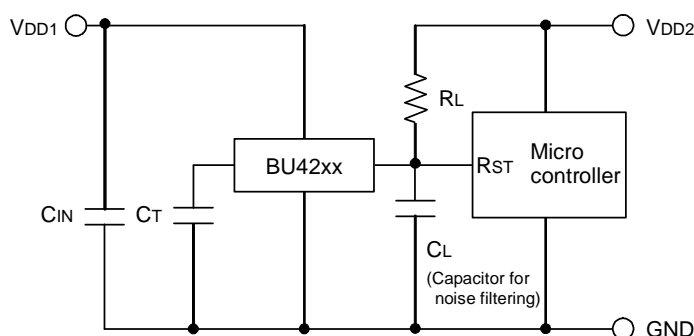 VDD1
VDD2
RL
BU42xx
RST
Micro
controller
CIN
CT
CL
(Capacitor for
noise filtering)
GND